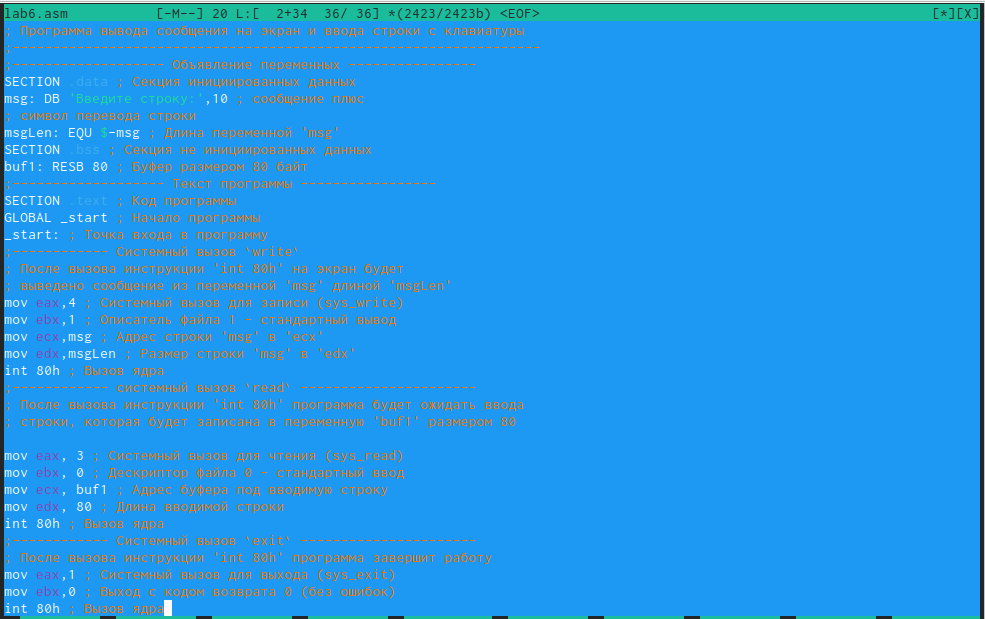 lab6.asm [-M--] 20 L:[ 2+34 36/ 36] *(2423/2423b) <EOF> [*][X]
; Программа вывода сообщения на экран и ввода строки с клавиатуры
;------------------------------------------------------------------
;------------------- Объявление переменных ----------------
SECTION .data ; Секция инициированных данных
msg: DB 'Введите строку:',10 ; сообщение плюс
; символ перевода строки
msgLen: EQU $-msg ; Длина переменной 'msg'
SECTION .bss ; Секция не инициированных данных
buf1: RESB 80 ; Буфер размером 80 байт
;------------------- Текст программы -----------------
SECTION .text ; Код программы
GLOBAL _start ; Начало программы
_start: ; Точка входа в программу
;------------ Системный вызов `write`
; После вызова инструкции 'int 80h' на экран будет
; выведено сообщение из переменной 'msg' длиной 'msgLen'
mov eax,4 ; Системный вызов для записи (sys_write)
mov ebx,1 ; Описатель файла 1 - стандартный вывод
mov ecx,msg ; Адрес строки 'msg' в 'ecx'
mov edx,msgLen ; Размер строки 'msg' в 'edx'
int 80h ; Вызов ядра
;------------ системный вызов `read` ----------------------
; После вызова инструкции 'int 80h' программа будет ожидать ввода
; строки, которая будет записана в переменную 'buf1' размером 80
mov eax, 3 ; Системный вызов для чтения (sys_read)
mov ebx, 0 ; Дескриптор файла 0 - стандартный ввод
mov ecx, buf1 ; Адрес буфера под вводимую строку
mov edx, 80 ; Длина вводимой строки
int 80h ; Вызов ядра
;------------ Системный вызов `exit` ----------------------
; После вызова инструкции 'int 80h' программа завершит работу
mov eax,1 ; Системный вызов для выхода (sys_exit)
mov ebx,0 ; Выход с кодом возврата 0 (без ошибок)
int 80h ; Вызов ядра